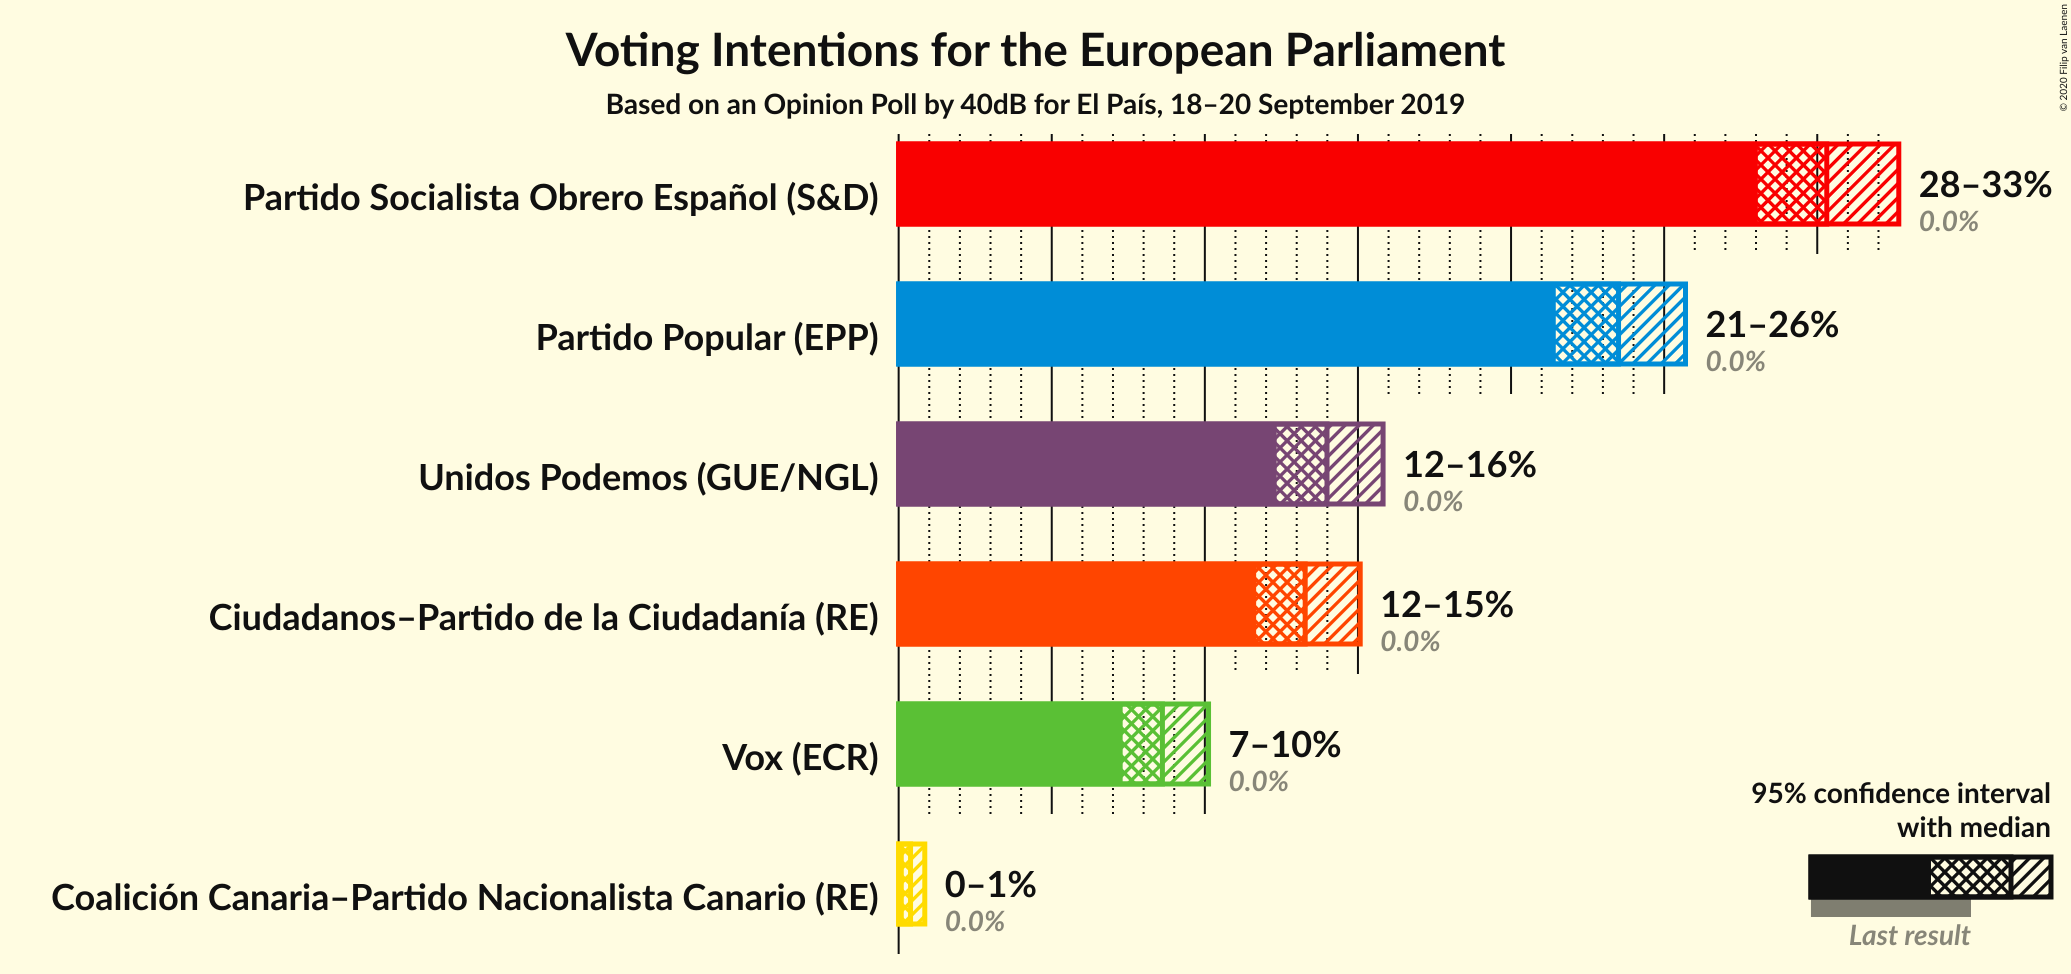 Voting Intentions for the European Parliament
Based on an Opinion Poll by 40dB for El País, 18–20 September 2019
© 2020 Filip van Laenen
Partido Socialista Obrero Español (S&D)
28–33%
0.0%
Partido Popular (EPP)
21–26%
0.0%
Unidos Podemos (GUE/NGL)
12–16%
0.0%
Ciudadanos–Partido de la Ciudadanía (RE)
12–15%
0.0%
Vox (ECR)
7–10%
0.0%
Coalición Canaria–Partido Nacionalista Canario (RE)
0–1%
0.0%
95% confidence interval
with median
Last result